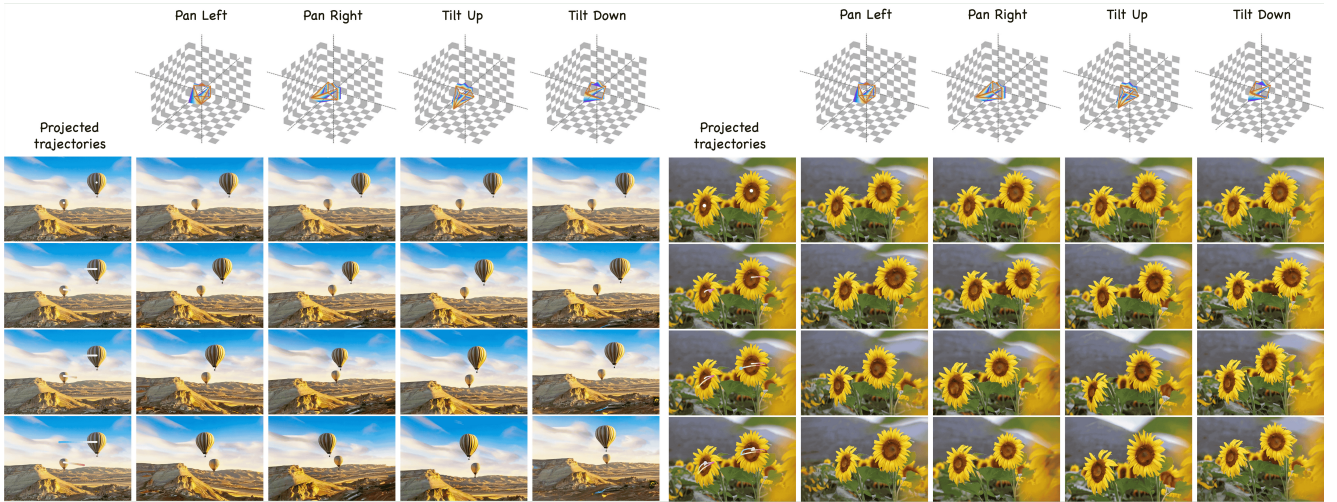 Pan Left
Pan Right
Tilt Up
Tilt Down
Projected
trajectories
Pan Left
Pan Right
Tilt Up
Tilt Down
Projected
trajectories